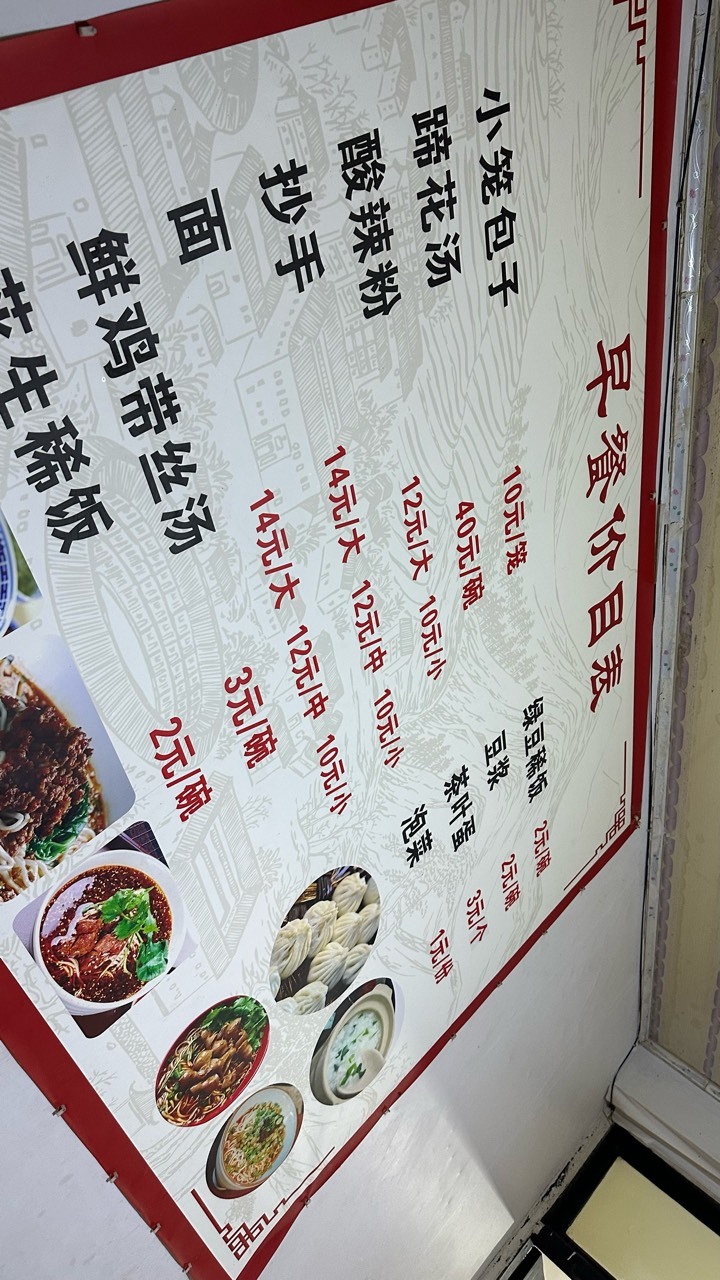 早餐价目表
小笼包子 10元/笼 绿豆稀饭 2元/碗
蹄花汤 40元/碗 豆浆 2元/碗
酸辣粉 12元/大 10元/小 茶叶蛋 3元/个
抄手 14元/大 12元/中 10元/小 泡菜 1元/
面 14元/大 12元/中 10元/小
鲜鸡带丝汤 3元/碗
花生稀饭 2元/碗